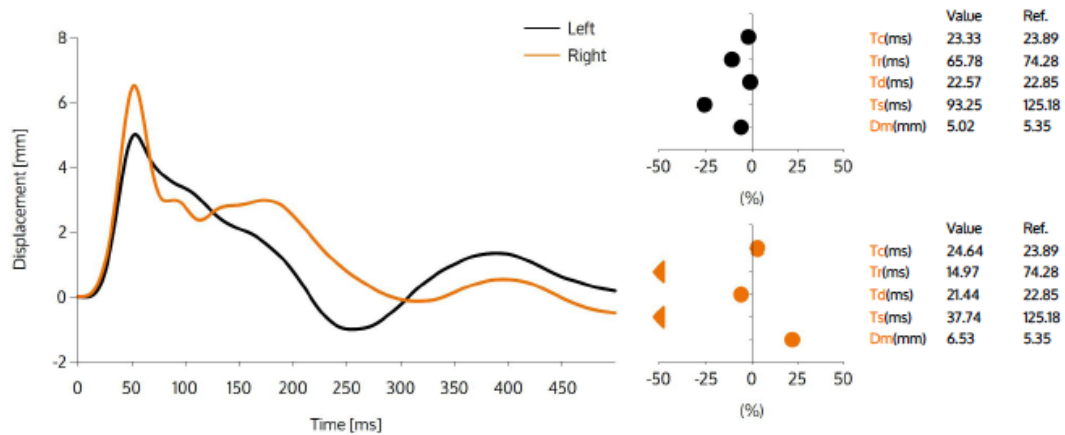 8
6
4
2
0
-2
Displacement [mm]
0 50 100 150 200 250 300 350 400 450
Time [ms]
Left
Right
-50 -25 0 25 50
(%)
Value Ref.
Tc(ms) 23.33 23.89
Tr(ms) 65.78 74.28
Td(ms) 22.57 22.85
Ts(ms) 93.25 125.18
Dm(mm) 5.02 5.35
-50 -25 0 25 50
(%)
Value Ref.
Tc(ms) 24.64 23.89
Tr(ms) 14.97 74.28
Td(ms) 21.44 22.85
Ts(ms) 37.74 125.18
Dm(mm) 6.53 5.35